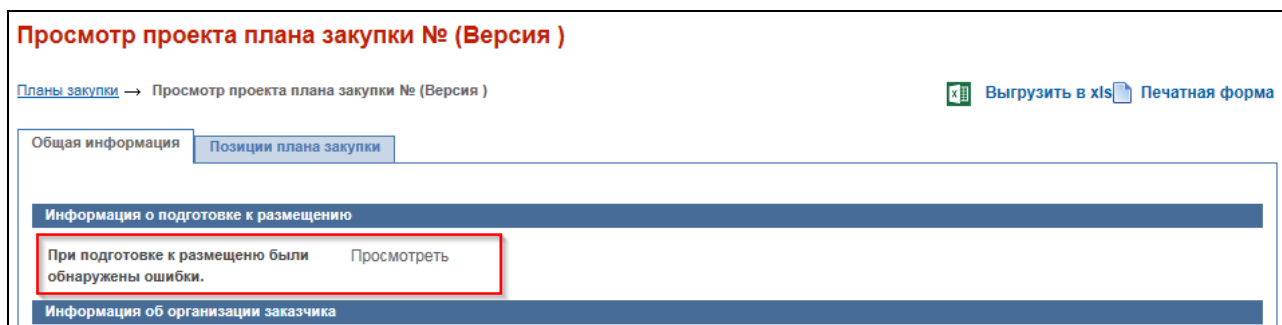 Просмотр проекта плана закупки № (Версия )
Планы закупки → Просмотр проекта плана закупки № (Версия )
Выгрузить в xls Печатная форма
Общая информация Позиции плана закупки
Информация о подготовке к размещению
При подготовке к размещеню были Просмотреть
обнаружены ошибки.
Информация об организации заказчика